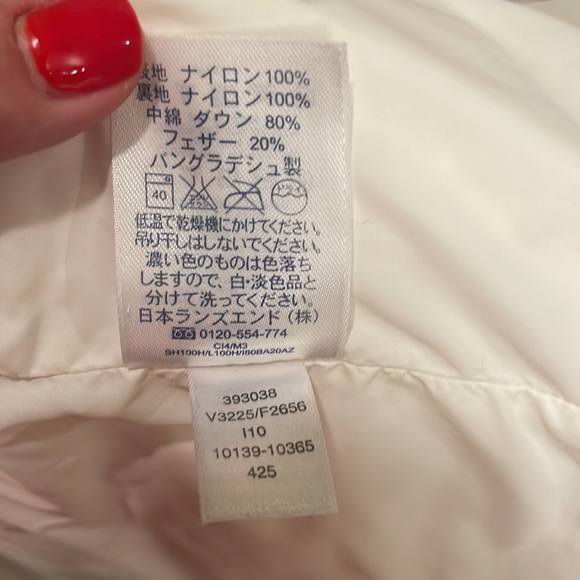 表地 ナイロン100%
裏地 ナイロン100%
中綿 ダウン 80%
フェザー 20%
バングラデシュ製
40 ドライ
低温で乾燥機にかけてください。
吊り干しはしないでください。
濃い色のものは色落ち
しますので、白・淡色品と
分けて洗ってください。
日本ランズエンド(株)
0120-554-774
CI4/M3
SH100H/L100H/I80BA20AZ
393038
V3225/F2656
I10
10139-10365
425